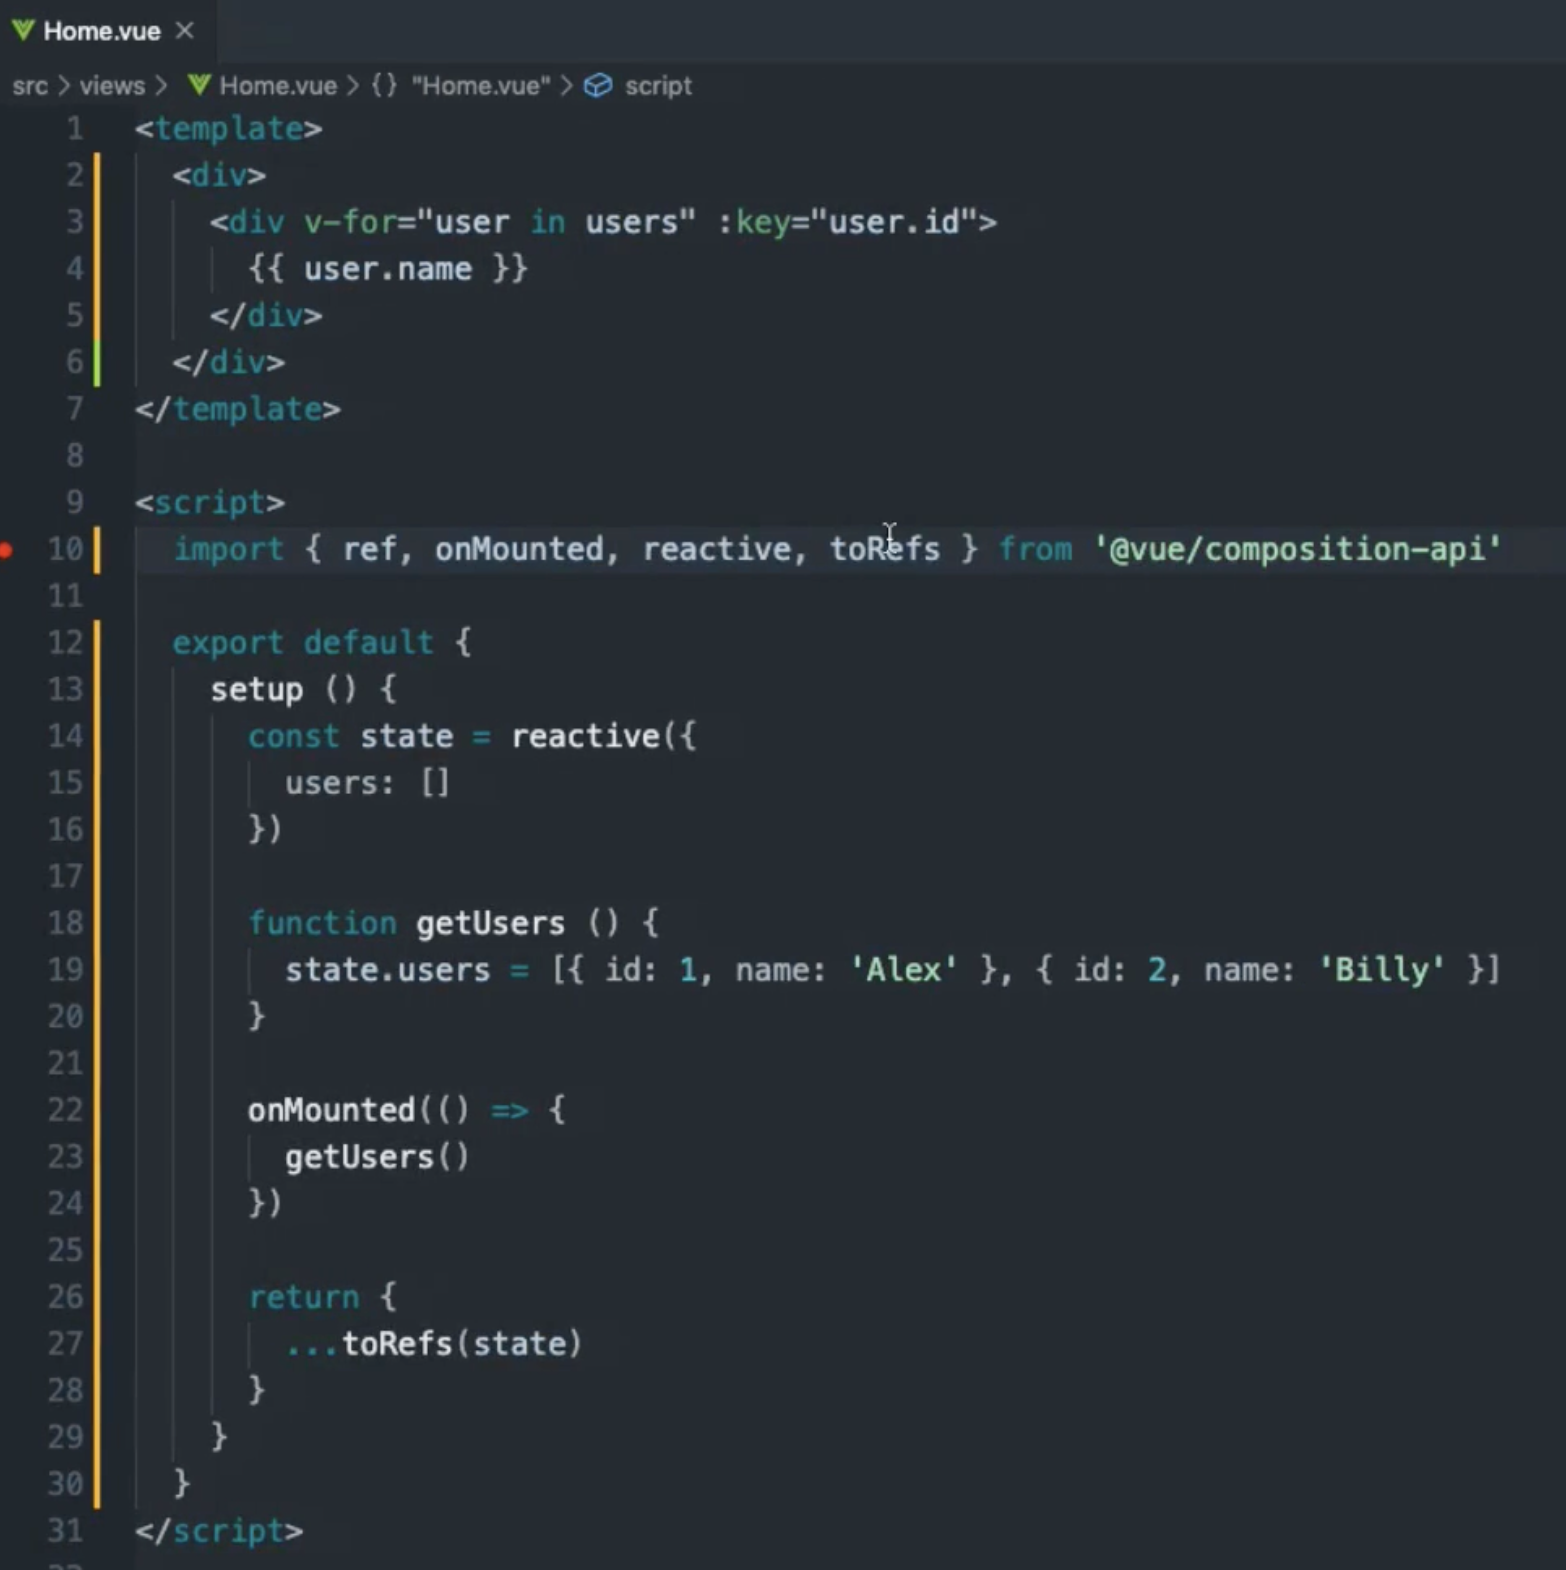 Home.vue ×
src > views > Home.vue > {} "Home.vue" > script
1 <template>
2 <div>
3 <div v-for="user in users" :key="user.id">
4 {{ user.name }}
5 </div>
6 </div>
7 </template>
8
9 <script>
10 import { ref, onMounted, reactive, toRefs } from '@vue/composition-api'
11
12 export default {
13 setup () {
14 const state = reactive({
15 users: []
16 })
17
18 function getUsers () {
19 state.users = [{ id: 1, name: 'Alex' }, { id: 2, name: 'Billy' }]
20 }
21
22 onMounted(() => {
23 getUsers()
24 })
25
26 return {
27 ...toRefs(state)
28 }
29 }
30 }
31 </script>